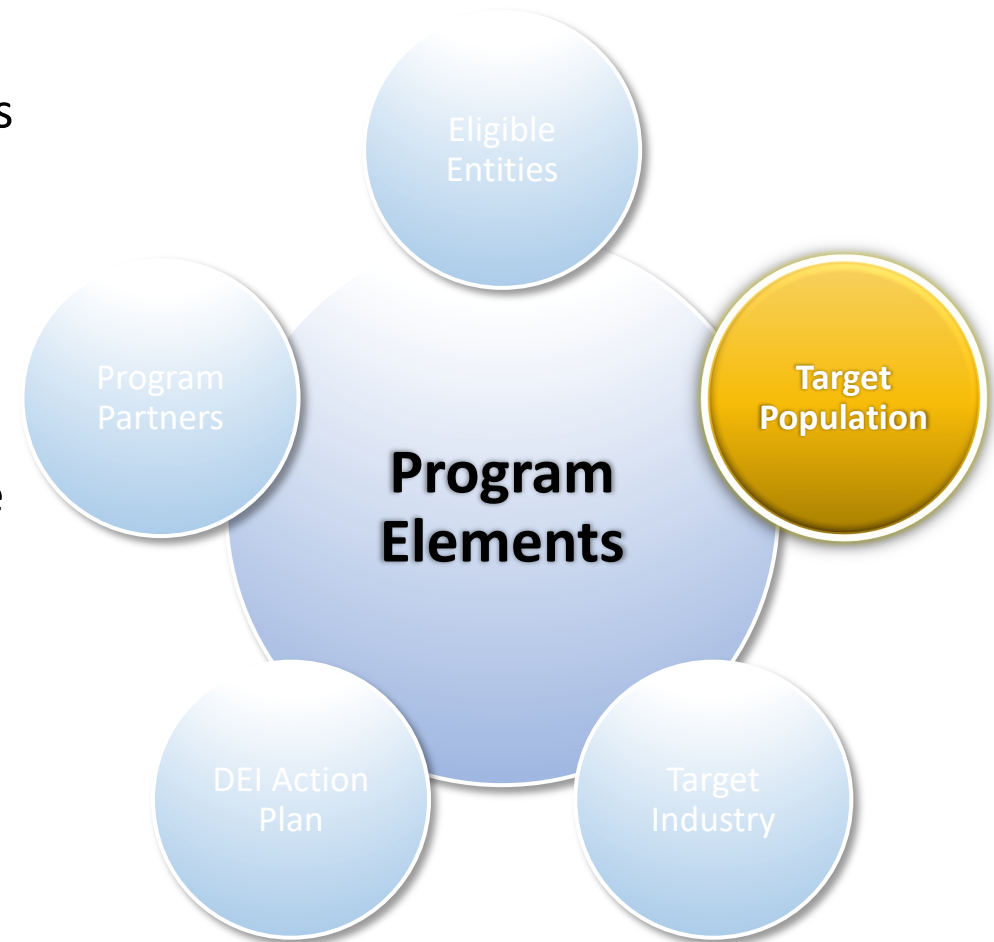 s
Eligible
Entities
Program
Partners
Target
Population
Program
Elements
e
DEI Action
Plan
Target
Industry